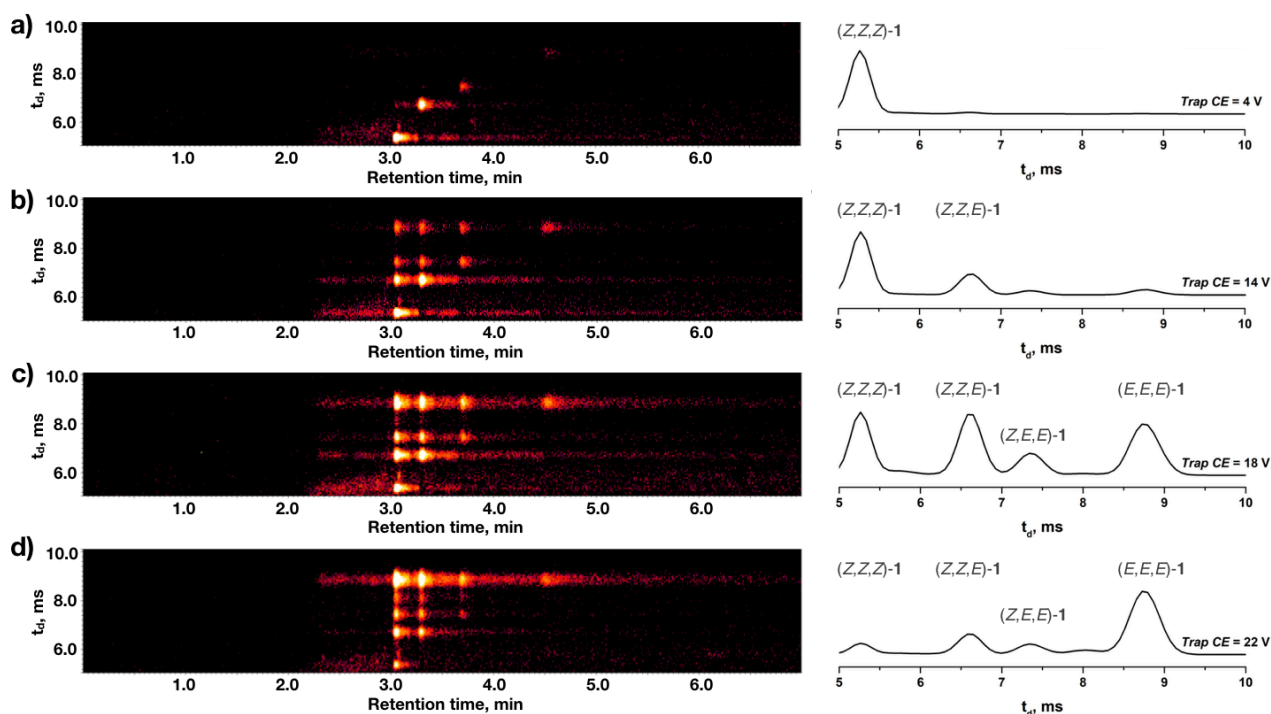 a)
10.0
8.0
6.0
t_d, ms
1.0 2.0 3.0 4.0 5.0 6.0
Retention time, min
(Z,Z,Z)-1
Trap CE = 4 V
5 6 7 8 9 10
t_d, ms
b)
10.0
8.0
6.0
t_d, ms
1.0 2.0 3.0 4.0 5.0 6.0
Retention time, min
(Z,Z,Z)-1 (Z,Z,E)-1
Trap CE = 14 V
5 6 7 8 9 10
t_d, ms
c)
10.0
8.0
6.0
t_d, ms
1.0 2.0 3.0 4.0 5.0 6.0
Retention time, min
(Z,Z,Z)-1 (Z,Z,E)-1 (E,E,E)-1
(Z,E,E)-1
Trap CE = 18 V
5 6 7 8 9 10
t_d, ms
d)
10.0
8.0
6.0
t_d, ms
1.0 2.0 3.0 4.0 5.0 6.0
Retention time, min
(Z,Z,Z)-1 (Z,Z,E)-1 (E,E,E)-1
(Z,E,E)-1
Trap CE = 22 V
5 6 7 8 9 10
t_d, ms